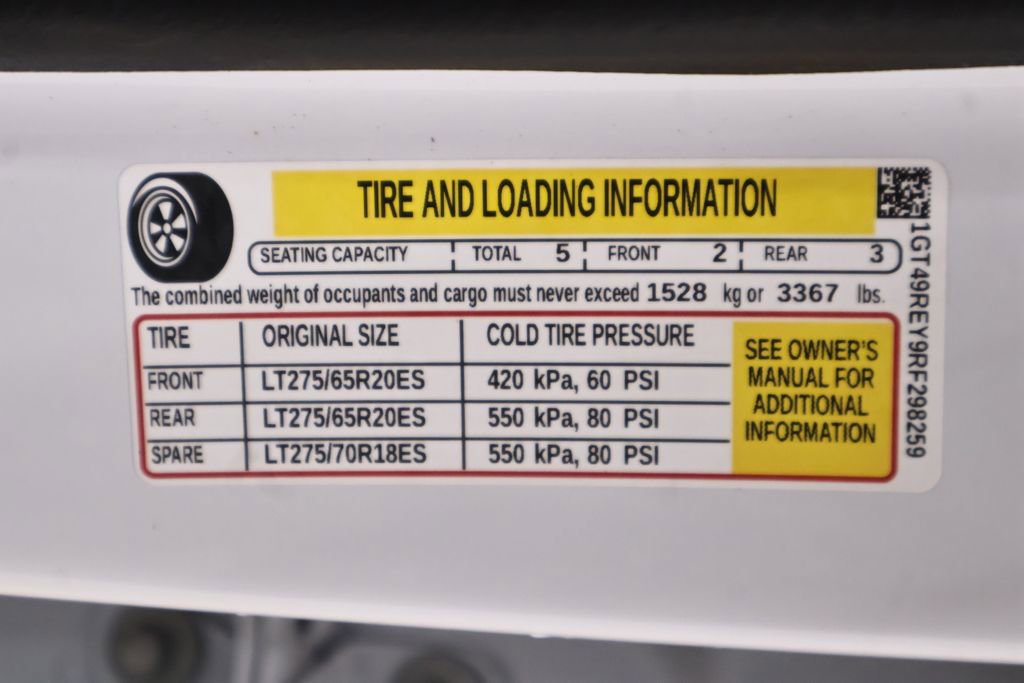 TIRE AND LOADING INFORMATION
SEATING CAPACITY TOTAL 5 FRONT 2 REAR 3
The combined weight of occupants and cargo must never exceed 1528 kg or 3367 lbs.
TIRE ORIGINAL SIZE COLD TIRE PRESSURE
FRONT LT275/65R20ES 420 kPa, 60 PSI
REAR LT275/65R20ES 550 kPa, 80 PSI
SPARE LT275/70R18ES 550 kPa, 80 PSI
SEE OWNER'S
MANUAL FOR
ADDITIONAL
INFORMATION
1GT49REY9RF298259